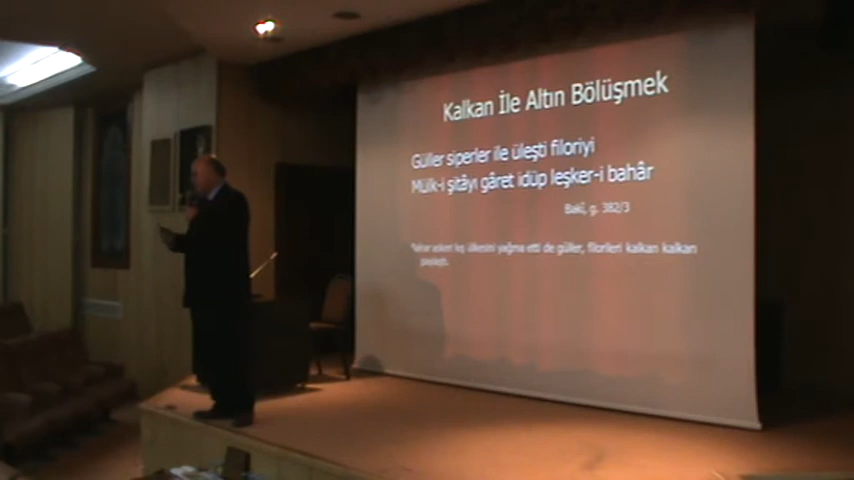 Kalkan İle Altın Bölüşmek
Güller siperler ile üleşti filoriyi
Mülk-i şitâyı gâret idüp leşker-i bahâr
Bakî, g. 382/3
"Bahar askeri kış ülkesini yağma etti de güller, filorileri kalkan kalkan
paylaştı.